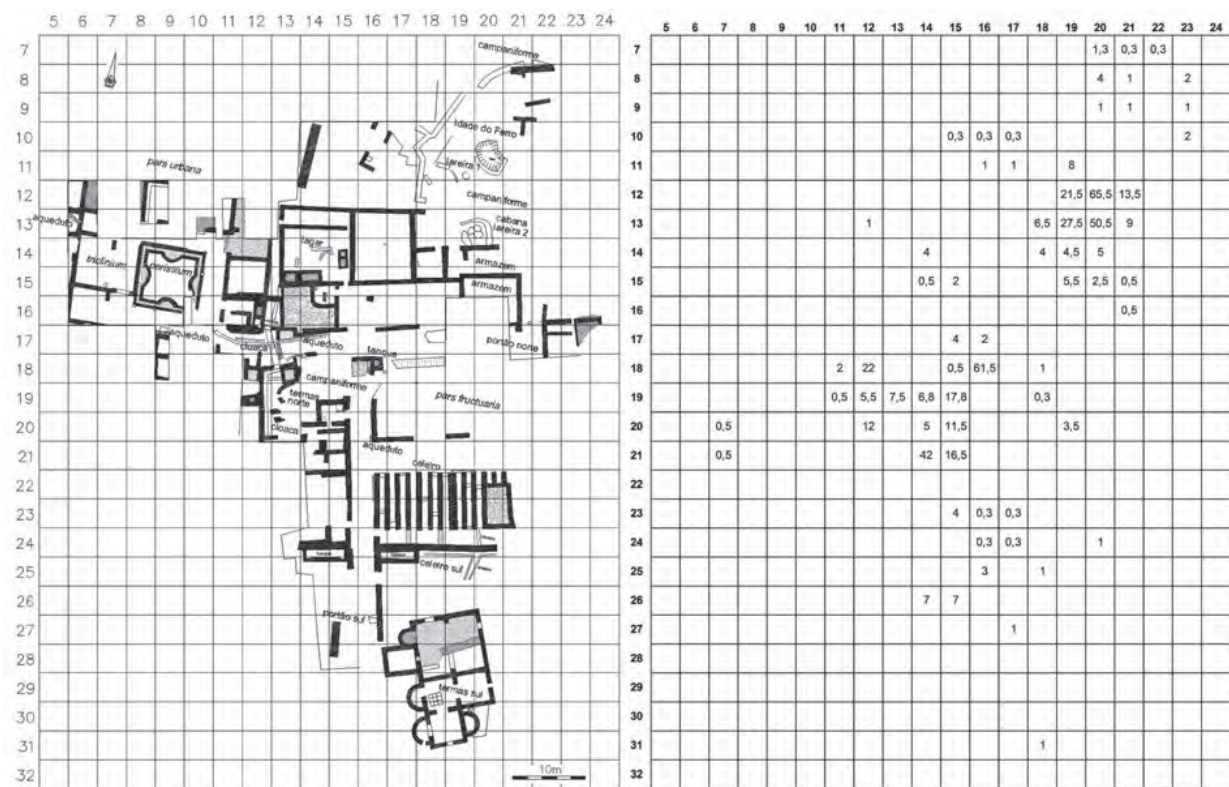 5 6 7 8 9 10 11 12 13 14 15 16 17 18 19 20 21 22 23 24
7
campaniforme
8
9
10
Idade do Ferro
11
pars urbana
lareira 1
12
campaniforme
13
aqueduto
cabana
lareira 2
14
triclinium
peristilum
lagar
armazem
15
armazem
16
17
aqueduto
cloaca
aqueduto
tanque
portão norte
18
campaniforme
19
termas
norte
pars fructuaria
20
cloaca
aqueduto
21
celeiro
22
23
24
25
celeiro sul
26
portão sul
27
28
29
termas sul
30
31
32
10m
5 6 7 8 9 10 11 12 13 14 15 16 17 18 19 20 21 22 23 24
7 1,3 0,3 0,3
8 4 1 2
9 1 1 1
10 0,3 0,3 0,3 2
11 1 1 8
12 21,5 65,5 13,5
13 1 6,5 27,5 50,5 9
14 4 4 4,5 5
15 0,5 2 5,5 2,5 0,5
16 0,5
17 4 2
18 2 22 0,5 61,5 1
19 0,5 5,5 7,5 6,8 17,8 0,3
20 0,5 12 5 11,5 3,5
21 0,5 42 16,5
22
23 4 0,3 0,3
24 0,3 0,3 1
25 3 1
26 7 7
27 1
28
29
30
31 1
32